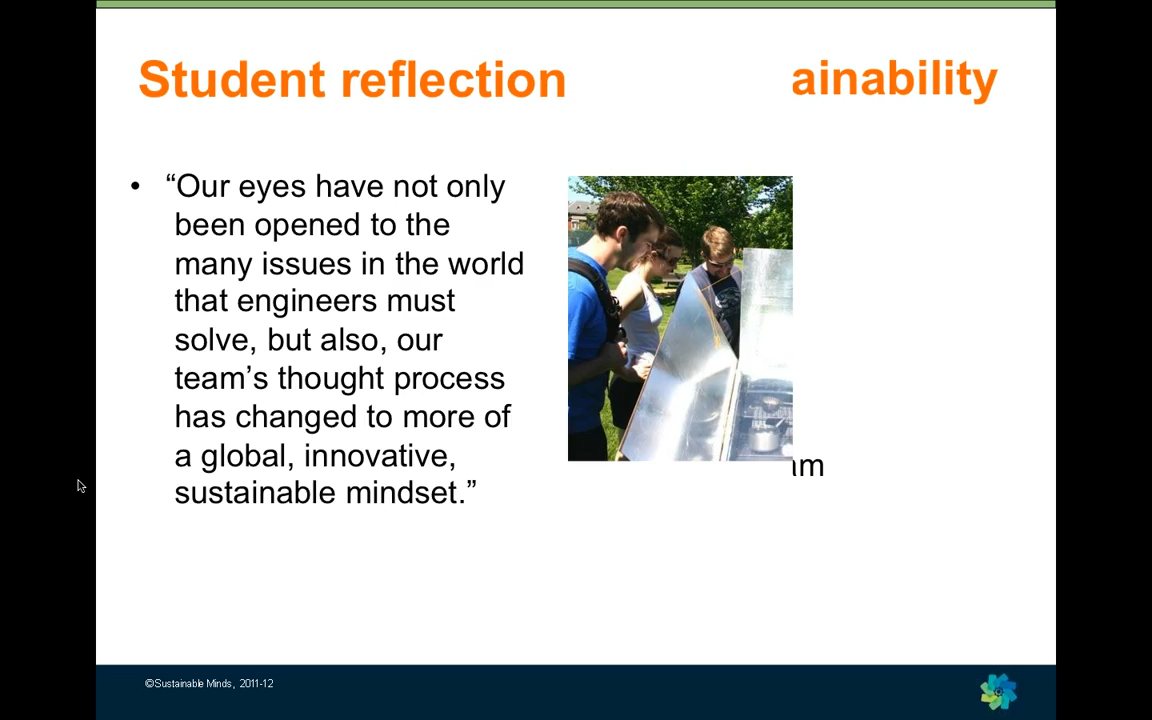 Student reflection ainability
• “Our eyes have not only
been opened to the
many issues in the world
that engineers must
solve, but also, our
team’s thought process
has changed to more of
a global, innovative,
sustainable mindset.”
am
©Sustainable Minds, 2011-12